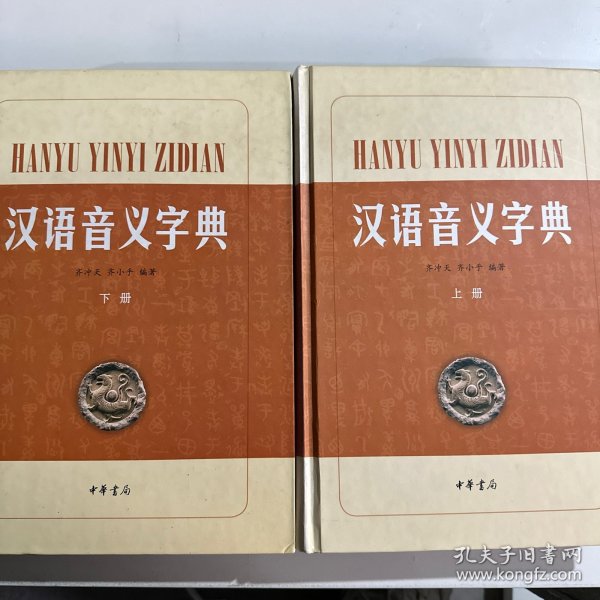 HANYU YINYI ZIDIAN
汉语音义字典
齐冲天 齐小乎 编著
下册
中华书局
HANYU YINYI ZIDIAN
汉语音义字典
齐冲天 齐小乎 编著
上册
中华书局
孔夫子旧书网
www.kongfz.com